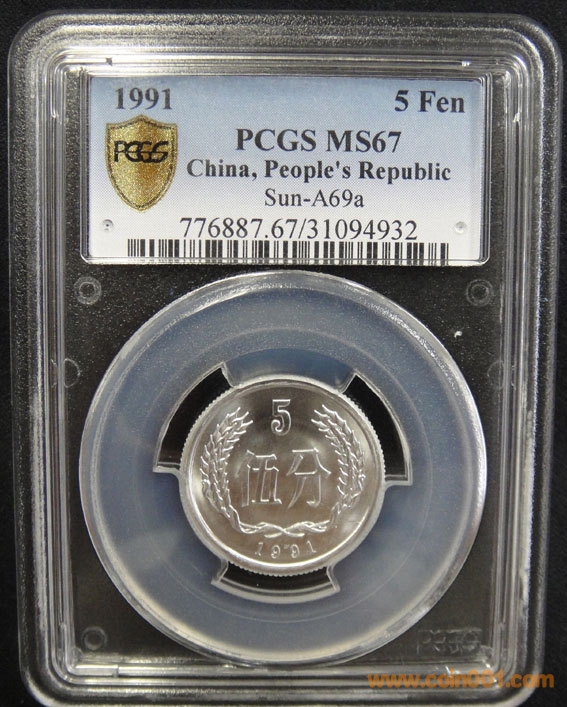 1991 5 Fen
PCGS
PCGS MS67
China, People's Republic
Sun-A69a
776887.67/31094932
5
伍分
1991
PCGS
www.coin001.com